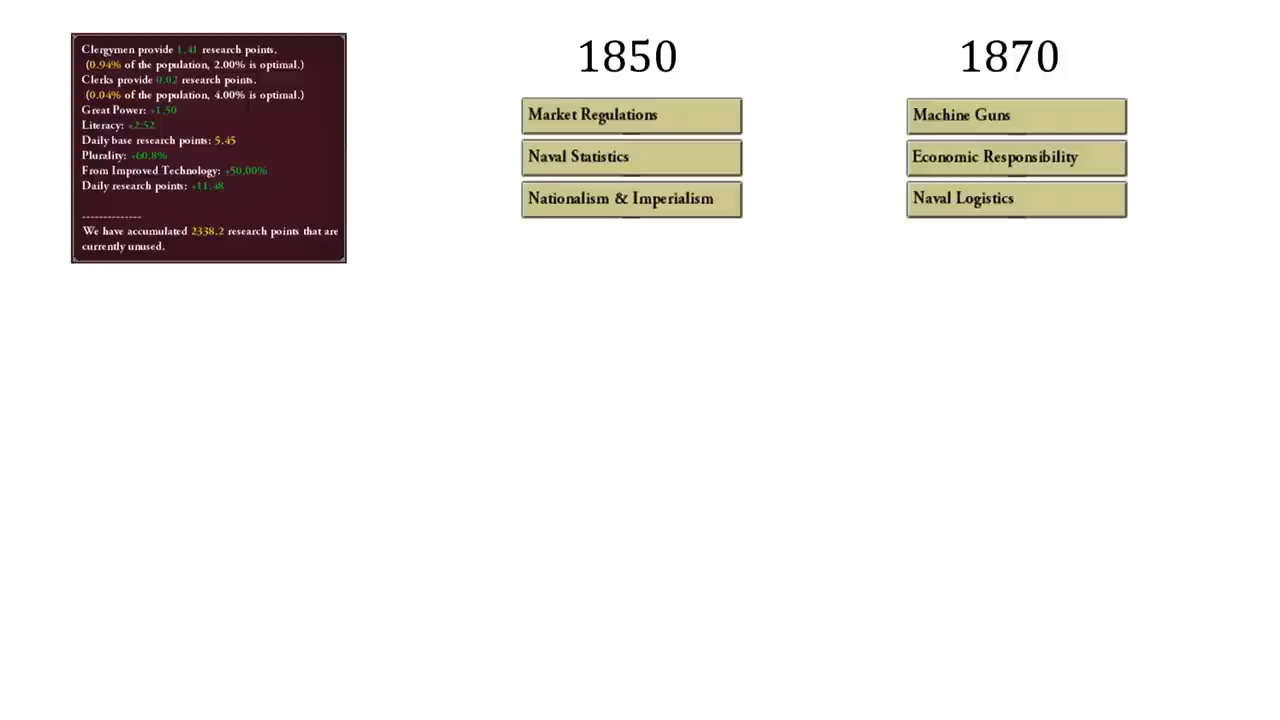 Clergymen provide 1.41 research points.
(0.94% of the population, 2.00% is optimal.)
Clerks provide 0.02 research points.
(0.04% of the population, 4.00% is optimal.)
Great Power: +1.50
Literacy: +2.52
Daily base research points: 5.45
Plurality: +60.8%
From Improved Technology: +50.00%
Daily research points: +11.48
--------------
We have accumulated 2338.2 research points that are
currently unused.
1850
Market Regulations
Naval Statistics
Nationalism & Imperialism
1870
Machine Guns
Economic Responsibility
Naval Logistics